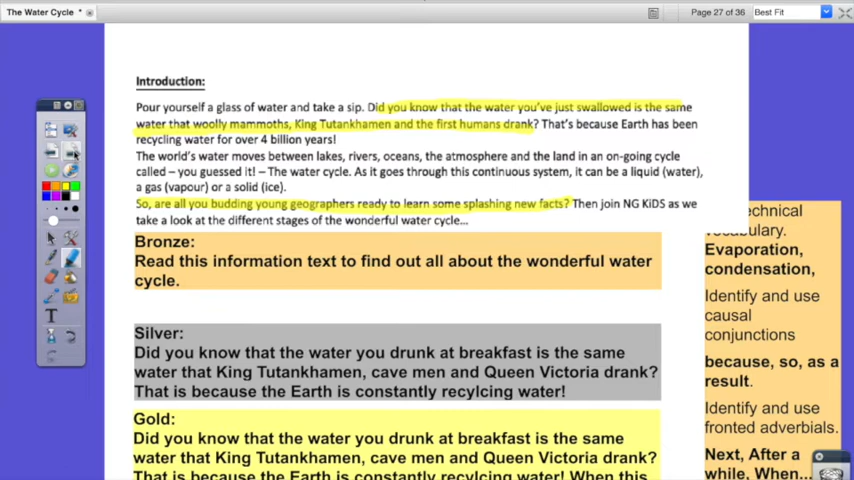 The Water Cycle *
Page 27 of 36
Best Fit
Introduction:
Pour yourself a glass of water and take a sip. Did you know that the water you've just swallowed is the same
water that woolly mammoths, King Tutankhamen and the first humans drank? That's because Earth has been
recycling water for over 4 billion years!
The world's water moves between lakes, rivers, oceans, the atmosphere and the land in an on-going cycle
called – you guessed it! – The water cycle. As it goes through this continuous system, it can be a liquid (water),
a gas (vapour) or a solid (ice).
So, are all you budding young geographers ready to learn some splashing new facts? Then join NG KiDS as we
take a look at the different stages of the wonderful water cycle...
Bronze:
Read this information text to find out all about the wonderful water
cycle.
Silver:
Did you know that the water you drunk at breakfast is the same
water that King Tutankhamen, cave men and Queen Victoria drank?
That is because the Earth is constantly recylcing water!
Gold:
Did you know that the water you drunk at breakfast is the same
water that King Tutankhamen, cave men and Queen Victoria drank?
That is because the Earth is constantly recylcing water! When this
technical
vocabulary.
Evaporation,
condensation,
Identify and use
causal
conjunctions
because, so, as a
result.
Identify and use
fronted adverbials.
Next, After a
while, When...
T